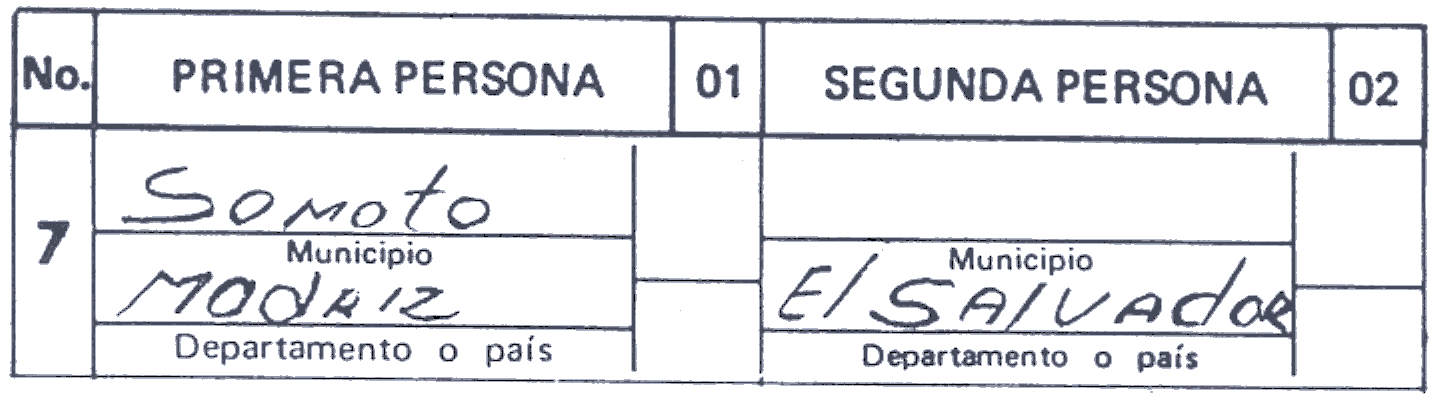 No. PRIMERA PERSONA 01 SEGUNDA PERSONA 02
7
Somoto
Municipio
Madriz
Departamento o país
Municipio
El SAlVAdoR
Departamento o país